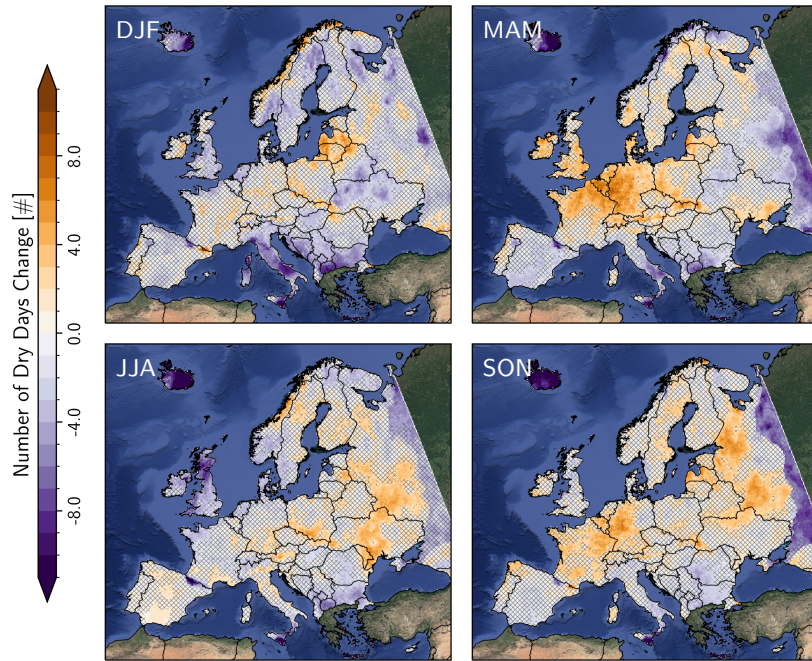 DJF
MAM
Number of Dry Days Change [#]
8.0
4.0
0.0
-4.0
-8.0
JJA
SON